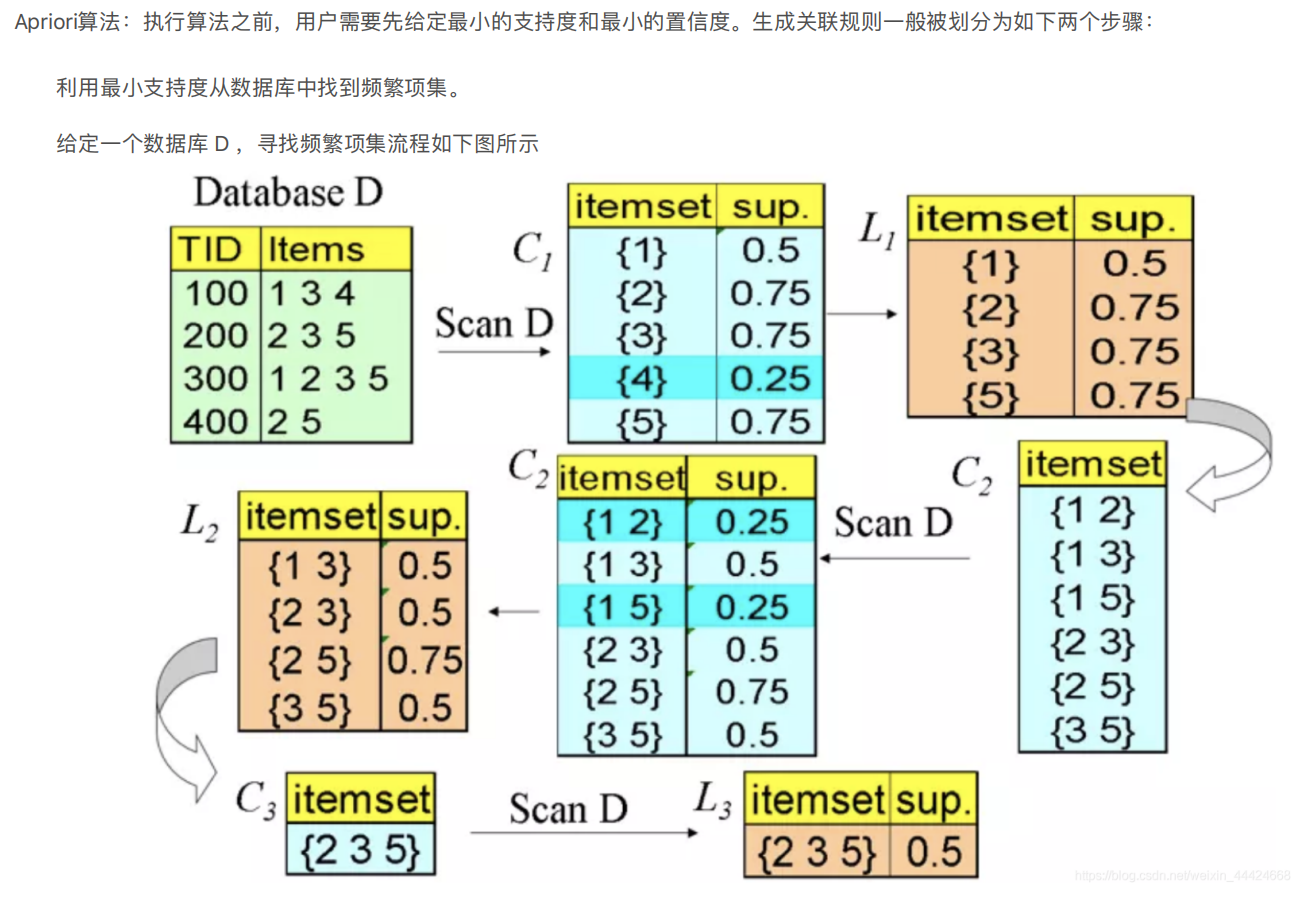 Apriori算法：执行算法之前，用户需要先给定最小的支持度和最小的置信度。生成关联规则一般被划分为如下两个步骤：
利用最小支持度从数据库中找到频繁项集。
给定一个数据库 D ，寻找频繁项集流程如下图所示
Database D
TID Items
100 1 3 4
200 2 3 5
300 1 2 3 5
400 2 5
Scan D
C1
itemset sup.
{1} 0.5
{2} 0.75
{3} 0.75
{4} 0.25
{5} 0.75
L1
itemset sup.
{1} 0.5
{2} 0.75
{3} 0.75
{5} 0.75
C2
itemset
{1 2}
{1 3}
{1 5}
{2 3}
{2 5}
{3 5}
Scan D
C2
itemset sup.
{1 2} 0.25
{1 3} 0.5
{1 5} 0.25
{2 3} 0.5
{2 5} 0.75
{3 5} 0.5
L2
itemset sup.
{1 3} 0.5
{2 3} 0.5
{2 5} 0.75
{3 5} 0.5
C3
itemset
{2 3 5}
Scan D
L3
itemset sup.
{2 3 5} 0.5
https://blog.csdn.net/weixin_44424668